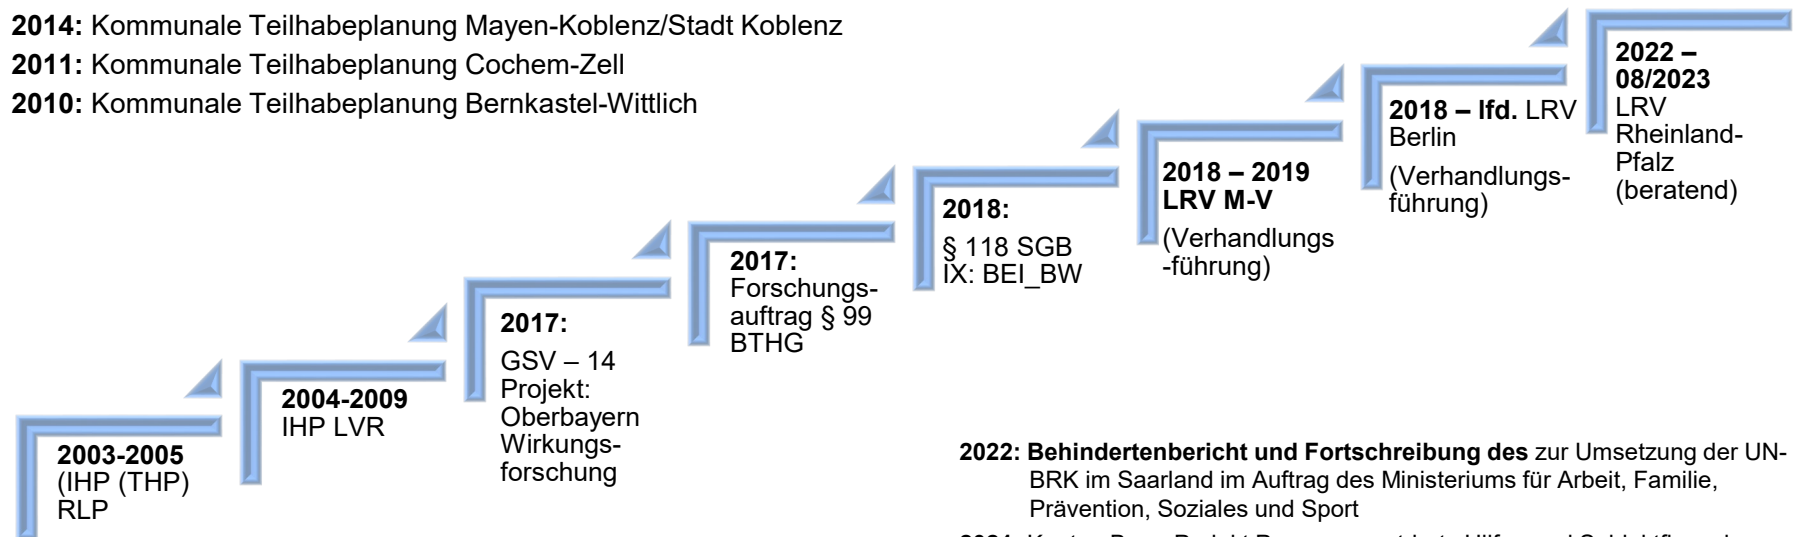 2014: Kommunale Teilhabeplanung Mayen-Koblenz/Stadt Koblenz
2011: Kommunale Teilhabeplanung Cochem-Zell
2010: Kommunale Teilhabeplanung Bernkastel-Wittlich
2003-2005
(IHP (THP)
RLP
2004-2009
IHP LVR
2017:
GSV – 14
Projekt:
Oberbayern
Wirkungs-
forschung
2017:
Forschungs-
auftrag § 99
BTHG
2018:
§ 118 SGB
IX: BEI_BW
2018 – 2019
LRV M-V
(Verhandlungs
-führung)
2018 – lfd. LRV
Berlin
(Verhandlungs-
führung)
2022 –
08/2023
LRV
Rheinland-
Pfalz
(beratend)
2022: Behindertenbericht und Fortschreibung des zur Umsetzung der UN-
BRK im Saarland im Auftrag des Ministeriums für Arbeit, Familie,
Prävention, Soziales und Sport